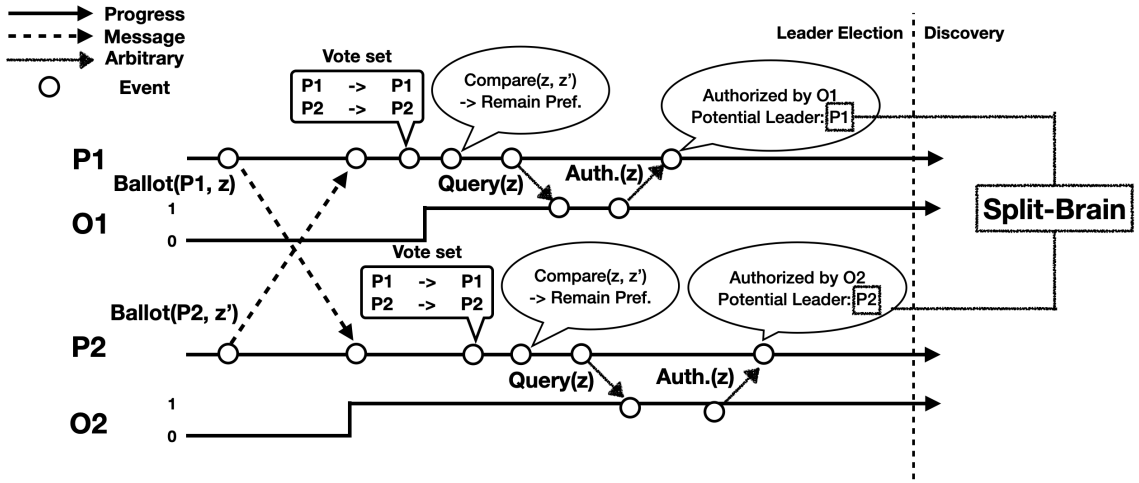 Progress
Message
Arbitrary
Event
Leader Election
Discovery
Vote set
P1 -> P1
P2 -> P2
Compare(z, z')
-> Remain Pref.
Authorized by O1
Potential Leader: P1
P1
Ballot(P1, z)
Query(z)
Auth.(z)
O1
1
0
Split-Brain
Vote set
P1 -> P1
P2 -> P2
Compare(z, z')
-> Remain Pref.
Authorized by O2
Potential Leader: P2
Ballot(P2, z’)
P2
Query(z)
Auth.(z)
O2
1
0